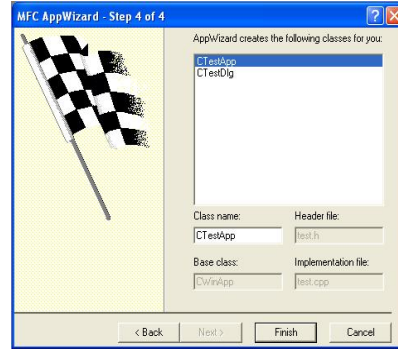 MFC AppWizard - Step 4 of 4
AppWizard creates the following classes for you:
CTestApp
CTestDlg
Class name:
Header file:
CTestApp
test.h
Base class:
Implementation file:
CWinApp
test.cpp
< Back
Next >
Finish
Cancel